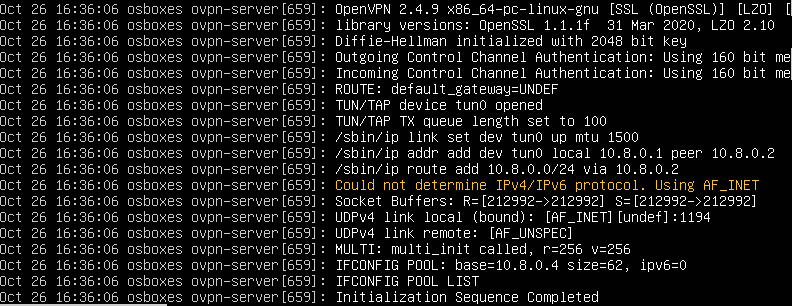 Oct 26 16:36:06 osboxes ovpn-server[659]: OpenVPN 2.4.9 x86_64-pc-linux-gnu [SSL (OpenSSL)] [LZO] [
Oct 26 16:36:06 osboxes ovpn-server[659]: library versions: OpenSSL 1.1.1f  31 Mar 2020, LZO 2.10
Oct 26 16:36:06 osboxes ovpn-server[659]: Diffie-Hellman initialized with 2048 bit key
Oct 26 16:36:06 osboxes ovpn-server[659]: Outgoing Control Channel Authentication: Using 160 bit me
Oct 26 16:36:06 osboxes ovpn-server[659]: Incoming Control Channel Authentication: Using 160 bit me
Oct 26 16:36:06 osboxes ovpn-server[659]: ROUTE: default_gateway=UNDEF
Oct 26 16:36:06 osboxes ovpn-server[659]: TUN/TAP device tun0 opened
Oct 26 16:36:06 osboxes ovpn-server[659]: TUN/TAP TX queue length set to 100
Oct 26 16:36:06 osboxes ovpn-server[659]: /sbin/ip link set dev tun0 up mtu 1500
Oct 26 16:36:06 osboxes ovpn-server[659]: /sbin/ip addr add dev tun0 local 10.8.0.1 peer 10.8.0.2
Oct 26 16:36:06 osboxes ovpn-server[659]: /sbin/ip route add 10.8.0.0/24 via 10.8.0.2
Oct 26 16:36:06 osboxes ovpn-server[659]: Could not determine IPv4/IPv6 protocol. Using AF_INET
Oct 26 16:36:06 osboxes ovpn-server[659]: Socket Buffers: R=[212992->212992] S=[212992->212992]
Oct 26 16:36:06 osboxes ovpn-server[659]: UDPv4 link local (bound): [AF_INET][undef]:1194
Oct 26 16:36:06 osboxes ovpn-server[659]: UDPv4 link remote: [AF_UNSPEC]
Oct 26 16:36:06 osboxes ovpn-server[659]: MULTI: multi_init called, r=256 v=256
Oct 26 16:36:06 osboxes ovpn-server[659]: IFCONFIG POOL: base=10.8.0.4 size=62, ipv6=0
Oct 26 16:36:06 osboxes ovpn-server[659]: IFCONFIG POOL LIST
Oct 26 16:36:06 osboxes ovpn-server[659]: Initialization Sequence Completed